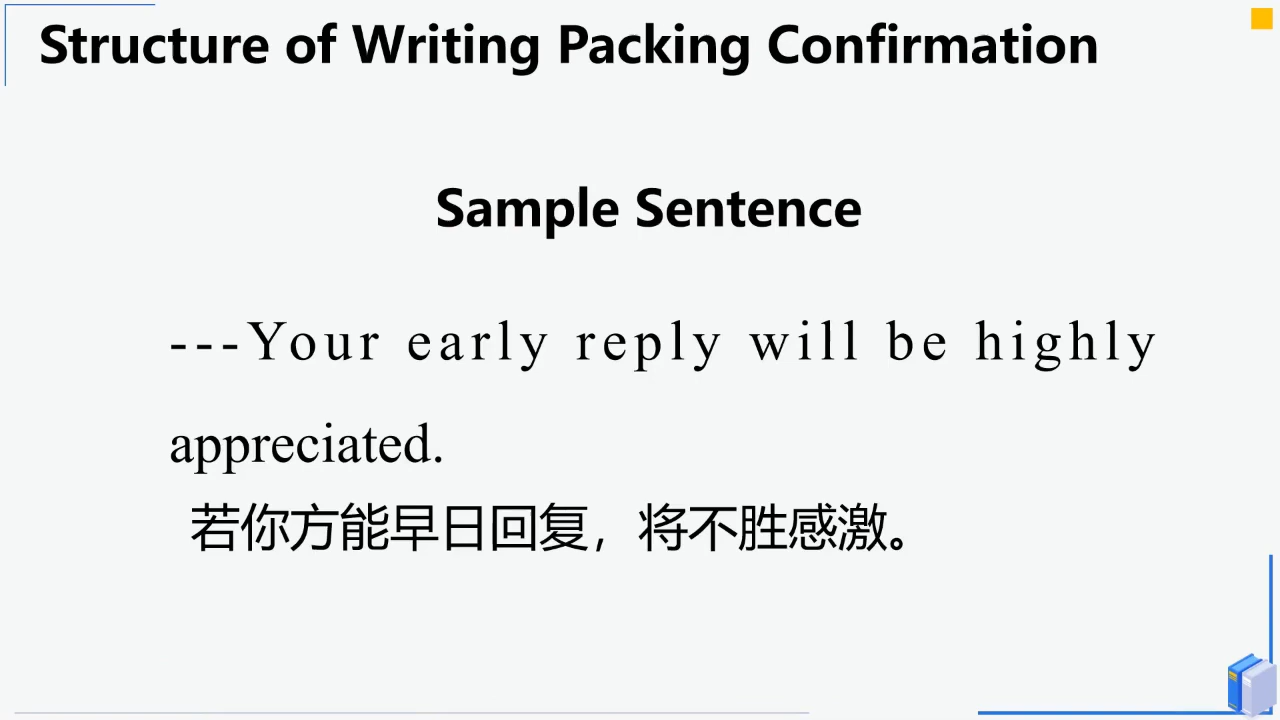 Structure of Writing Packing Confirmation
Sample Sentence
---Your early reply will be highly
appreciated.
若你方能早日回复，将不胜感激。